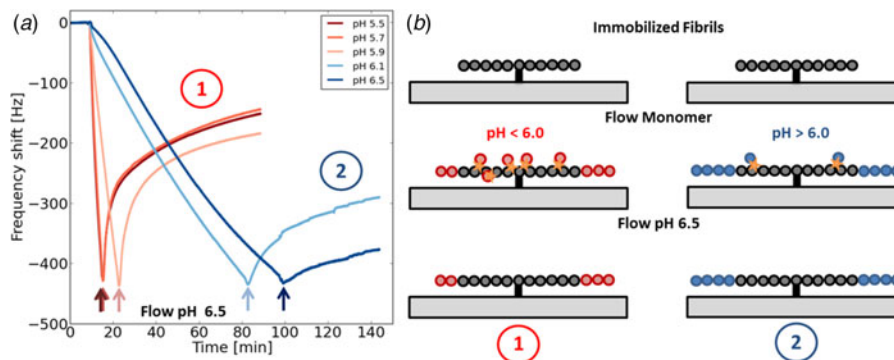 (a)
0
−100
−200
−300
−400
−500
Frequency shift [Hz]
pH 5.5
pH 5.7
pH 5.9
pH 6.1
pH 6.5
1
2
Flow pH 6.5
0 20 40 60 80 100 120 140
Time [min]
(b)
Immobilized Fibrils
Flow Monomer
pH < 6.0
pH > 6.0
Flow pH 6.5
1
2